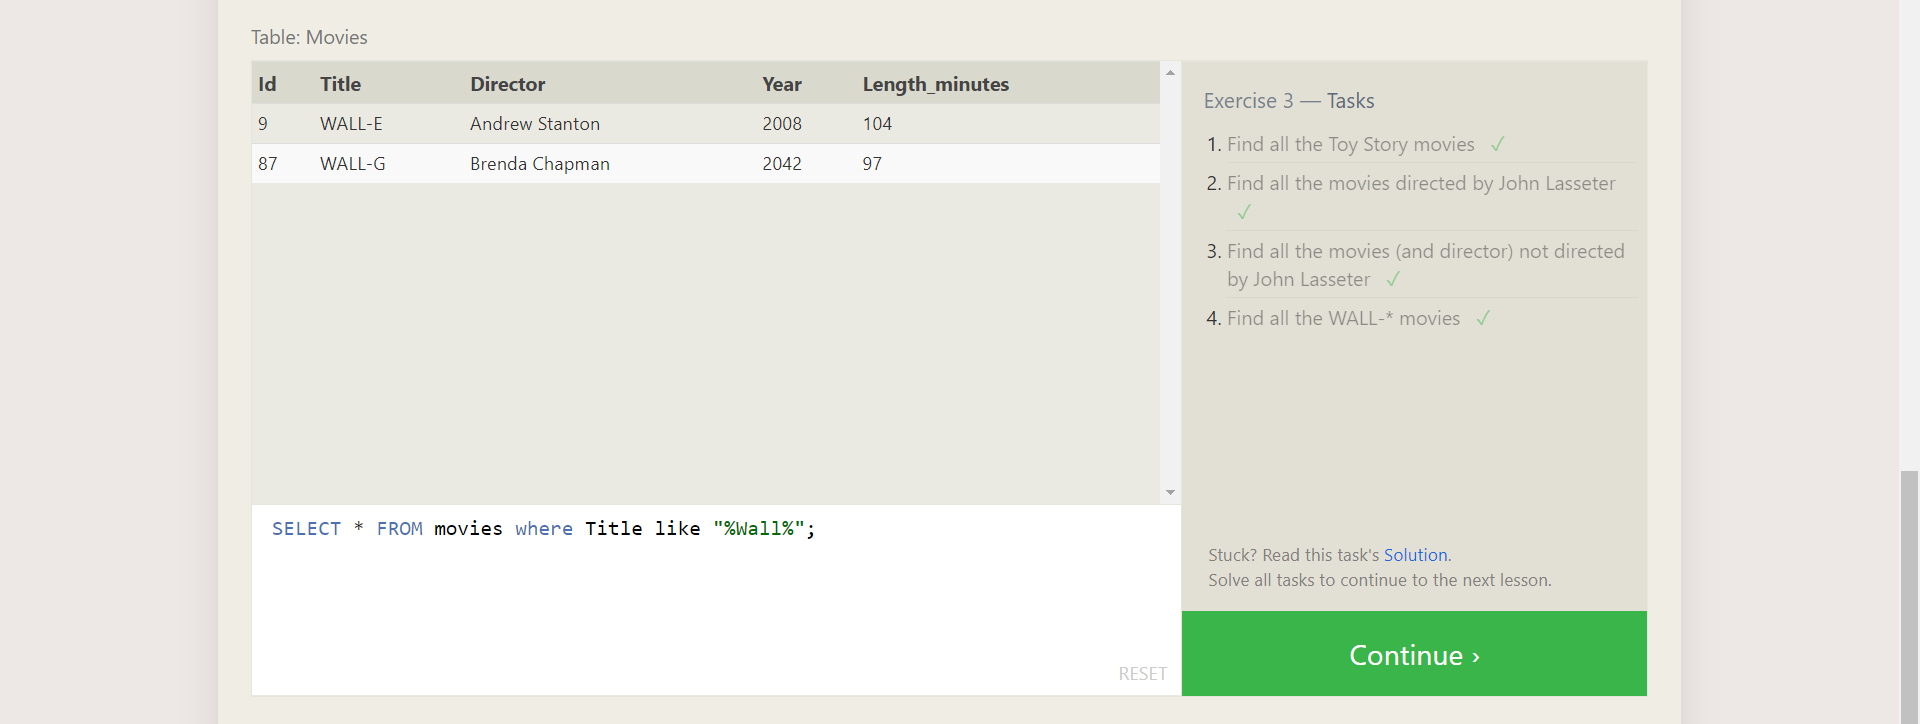 Table: Movies
Id Title Director Year Length_minutes
9 WALL-E Andrew Stanton 2008 104
87 WALL-G Brenda Chapman 2042 97
SELECT * FROM movies where Title like "%Wall%";
RESET
Exercise 3 — Tasks
1. Find all the Toy Story movies ✓
2. Find all the movies directed by John Lasseter
✓
3. Find all the movies (and director) not directed
by John Lasseter ✓
4. Find all the WALL-* movies ✓
Stuck? Read this task's Solution.
Solve all tasks to continue to the next lesson.
Continue ›